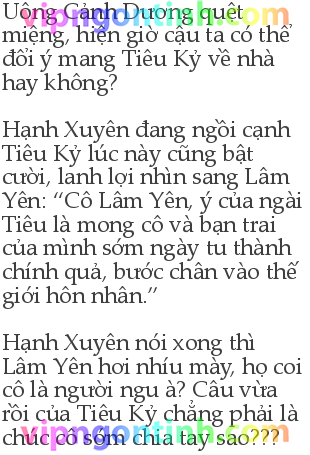 Uông Cảnh Dương quệt
vipngontinh.com
miệng, hiện giờ cậu ta có thể
đổi ý mang Tiêu Kỷ về nhà
hay không?
Hạnh Xuyên đang ngồi cạnh
Tiêu Kỷ lúc này cũng bật
cười, lanh lợi nhìn sang Lâm
Yên: “Cô Lâm Yên, ý của ngài
Tiêu là mong cô và bạn trai
của mình sớm ngày tu thành
chính quả, bước chân vào thế
giới hôn nhân.”
Hạnh Xuyên nói xong thì
Lâm Yên hơi nhíu mày, họ coi
cô là người ngu à? Câu vừa
rồi của Tiêu Kỷ chẳng phải là
chúc cô sớm chia tay sao???
vipngontinh.com